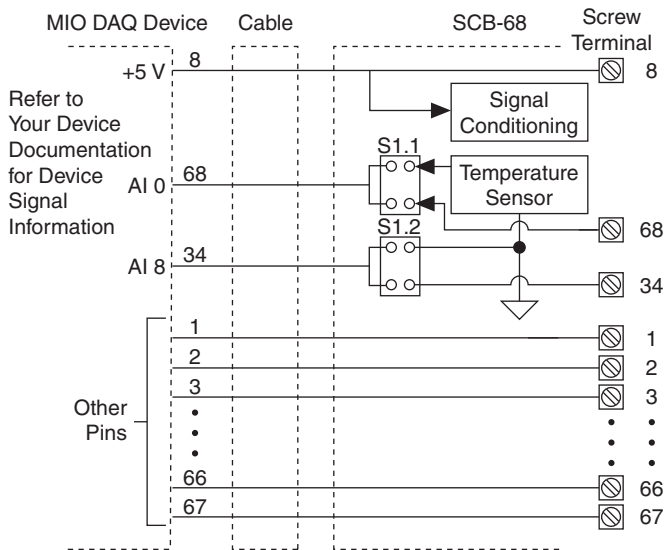 MIO DAQ Device
Cable
SCB-68
Screw
Terminal
+5 V
8
8
Refer to
Your Device
Documentation
for Device
Signal
Information
Signal
Conditioning
S1.1
Temperature
Sensor
AI 0
68
68
S1.2
AI 8
34
34
1
1
2
2
3
3
Other
Pins
66
66
67
67